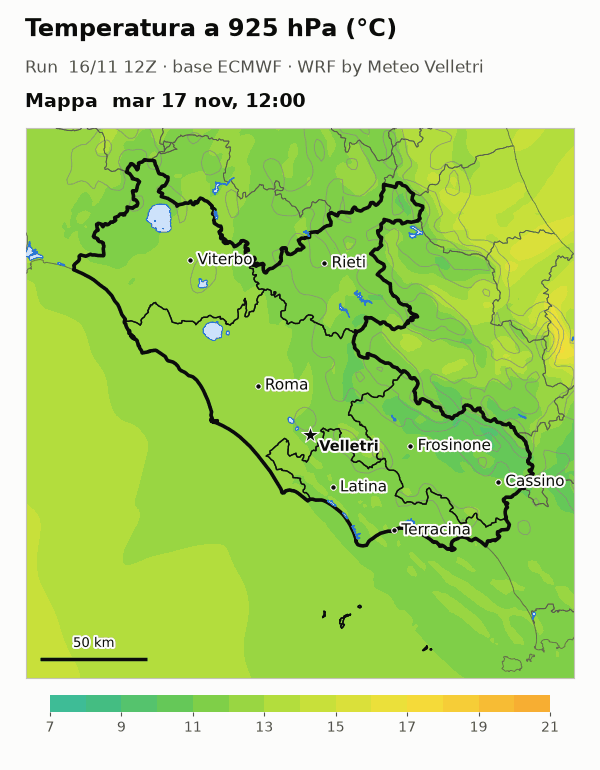 Temperatura a 925 hPa (°C)
Run  16/11 12Z · base ECMWF · WRF by Meteo Velletri
Mappa  mar 17 nov, 12:00
Viterbo
Rieti
Roma
Velletri
Frosinone
Latina
Cassino
Terracina
50 km
7 9 11 13 15 17 19 21